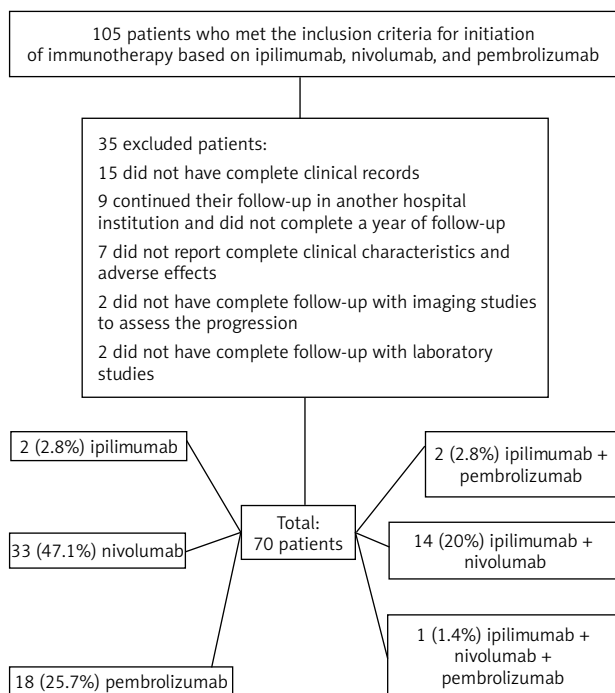 105 patients who met the inclusion criteria for initiation
of immunotherapy based on ipilimumab, nivolumab, and pembrolizumab
35 excluded patients:
15 did not have complete clinical records
9 continued their follow-up in another hospital
institution and did not complete a year of follow-up
7 did not report complete clinical characteristics and
adverse effects
2 did not have complete follow-up with imaging studies
to assess the progression
2 did not have complete follow-up with laboratory
studies
2 (2.8%) ipilimumab
33 (47.1%) nivolumab
18 (25.7%) pembrolizumab
Total:
70 patients
2 (2.8%) ipilimumab +
pembrolizumab
14 (20%) ipilimumab +
nivolumab
1 (1.4%) ipilimumab +
nivolumab +
pembrolizumab